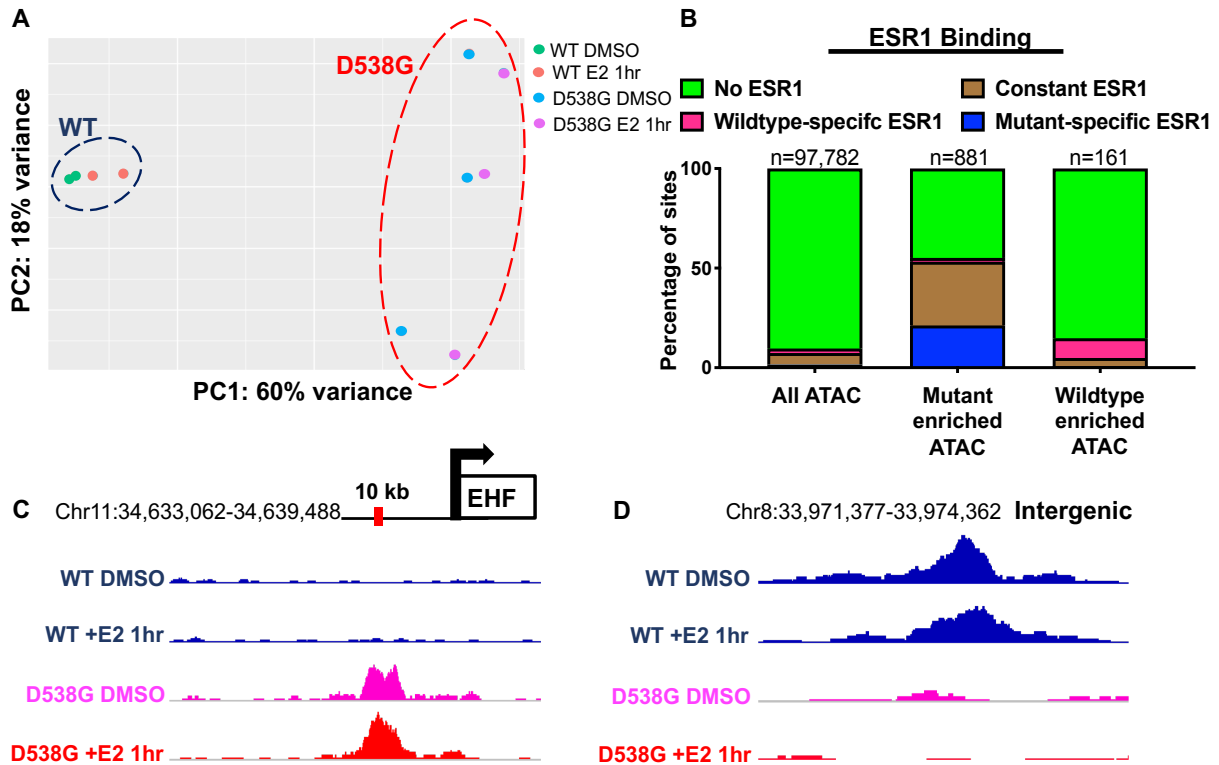 A
D538G
WT
WT DMSO
WT E2 1hr
D538G DMSO
D538G E2 1hr
PC2: 18% variance
PC1: 60% variance
B
ESR1 Binding
No ESR1
Constant ESR1
Wildtype-specifc ESR1
Mutant-specific ESR1
n=97,782
n=881
n=161
Percentage of sites
100
50
0
All ATAC
Mutant
enriched
ATAC
Wildtype
enriched
ATAC
C
Chr11:34,633,062-34,639,488
10 kb
EHF
WT DMSO
WT +E2 1hr
D538G DMSO
D538G +E2 1hr
D
Chr8:33,971,377-33,974,362 Intergenic
WT DMSO
WT +E2 1hr
D538G DMSO
D538G +E2 1hr